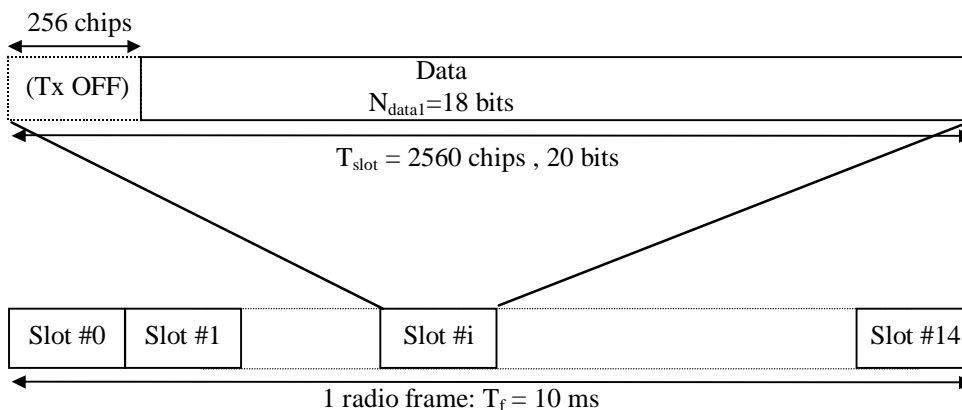 256 chips
(Tx OFF)
Data
N_data1=18 bits
T_slot = 2560 chips , 20 bits
Slot #0
Slot #1
Slot #i
Slot #14
1 radio frame: T_f = 10 ms